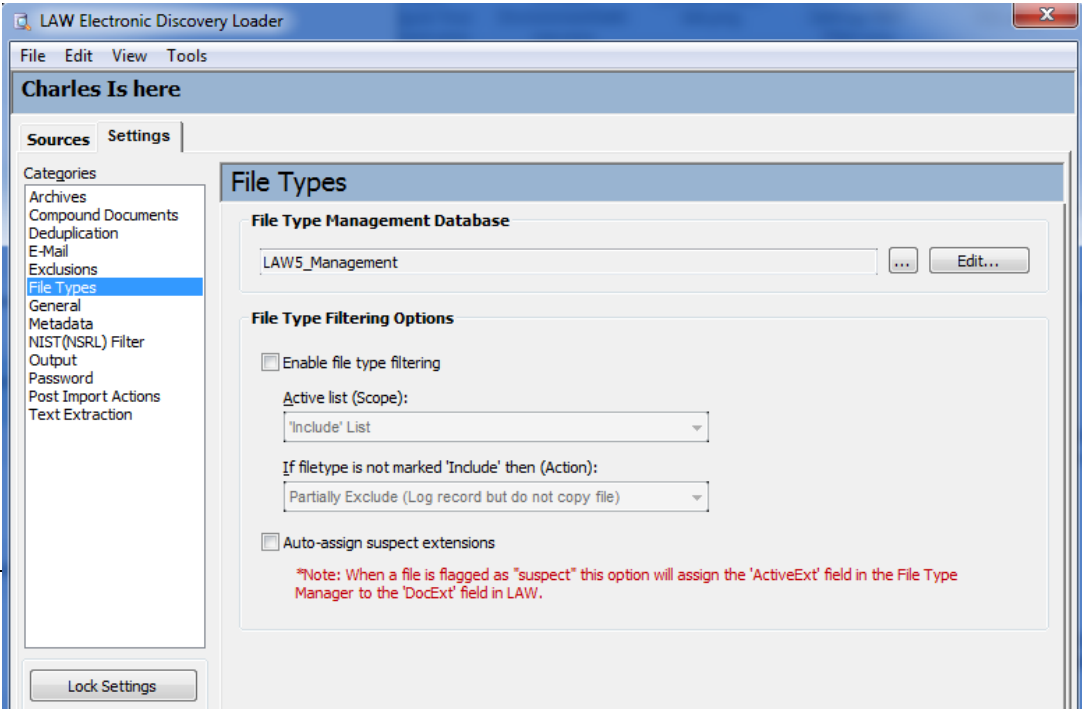 LAW Electronic Discovery Loader
File Edit View Tools
Charles Is here
Sources Settings
Categories
Archives
Compound Documents
Deduplication
E-Mail
Exclusions
File Types
General
Metadata
NIST(NSRL) Filter
Output
Password
Post Import Actions
Text Extraction
Lock Settings
File Types
File Type Management Database
LAW5_Management ... Edit...
File Type Filtering Options
Enable file type filtering
Active list (Scope):
'Include' List
If filetype is not marked 'Include' then (Action):
Partially Exclude (Log record but do not copy file)
Auto-assign suspect extensions
*Note: When a file is flagged as "suspect" this option will assign the 'ActiveExt' field in the File Type
Manager to the 'DocExt' field in LAW.